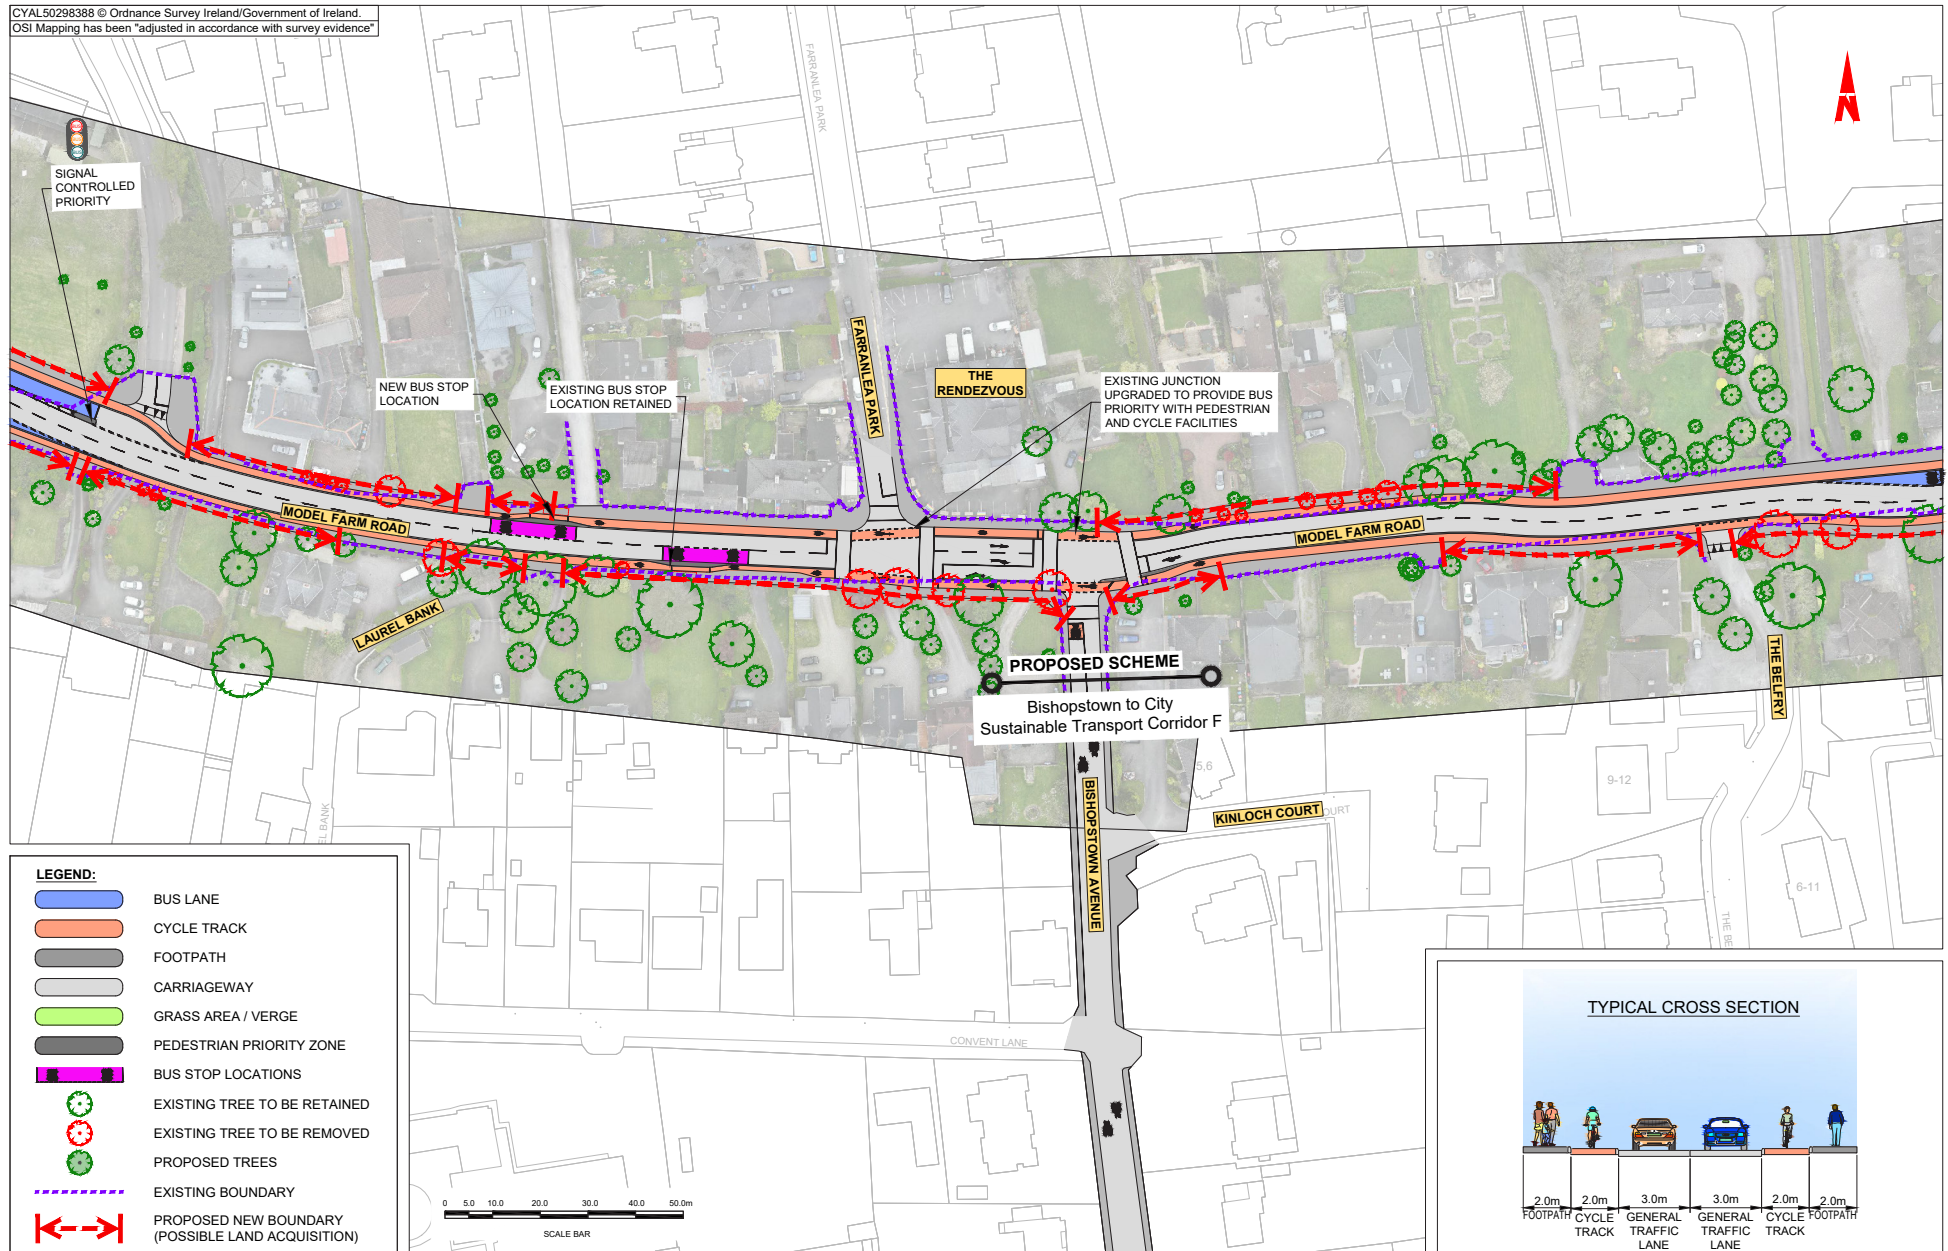 CYAL50298388 © Ordnance Survey Ireland/Government of Ireland.
OSI Mapping has been "adjusted in accordance with survey evidence"
SIGNAL
CONTROLLED
PRIORITY
FARRANLEA PARK
N
NEW BUS STOP
LOCATION
EXISTING BUS STOP
LOCATION RETAINED
FARRANLEA PARK
THE
RENDEZVOUS
EXISTING JUNCTION
UPGRADED TO PROVIDE BUS
PRIORITY WITH PEDESTRIAN
AND CYCLE FACILITIES
MODEL FARM ROAD
MODEL FARM ROAD
LAUREL BANK
THE BELFRY
PROPOSED SCHEME
Bishopstown to City
Sustainable Transport Corridor F
BISHOPSTOWN AVENUE
5,6
9-12
KINLOCH COURT
OURT
EL BANK
6-11
THE BE
CONVENT LANE
LEGEND:
BUS LANE
CYCLE TRACK
FOOTPATH
CARRIAGEWAY
GRASS AREA / VERGE
PEDESTRIAN PRIORITY ZONE
BUS STOP LOCATIONS
EXISTING TREE TO BE RETAINED
EXISTING TREE TO BE REMOVED
PROPOSED TREES
EXISTING BOUNDARY
PROPOSED NEW BOUNDARY
(POSSIBLE LAND ACQUISITION)
0 5.0 10.0 20.0 30.0 40.0 50.0m
SCALE BAR
TYPICAL CROSS SECTION
2.0m 2.0m 3.0m 3.0m 2.0m 2.0m
FOOTPATH CYCLE TRACK GENERAL TRAFFIC LANE GENERAL TRAFFIC LANE CYCLE TRACK FOOTPATH